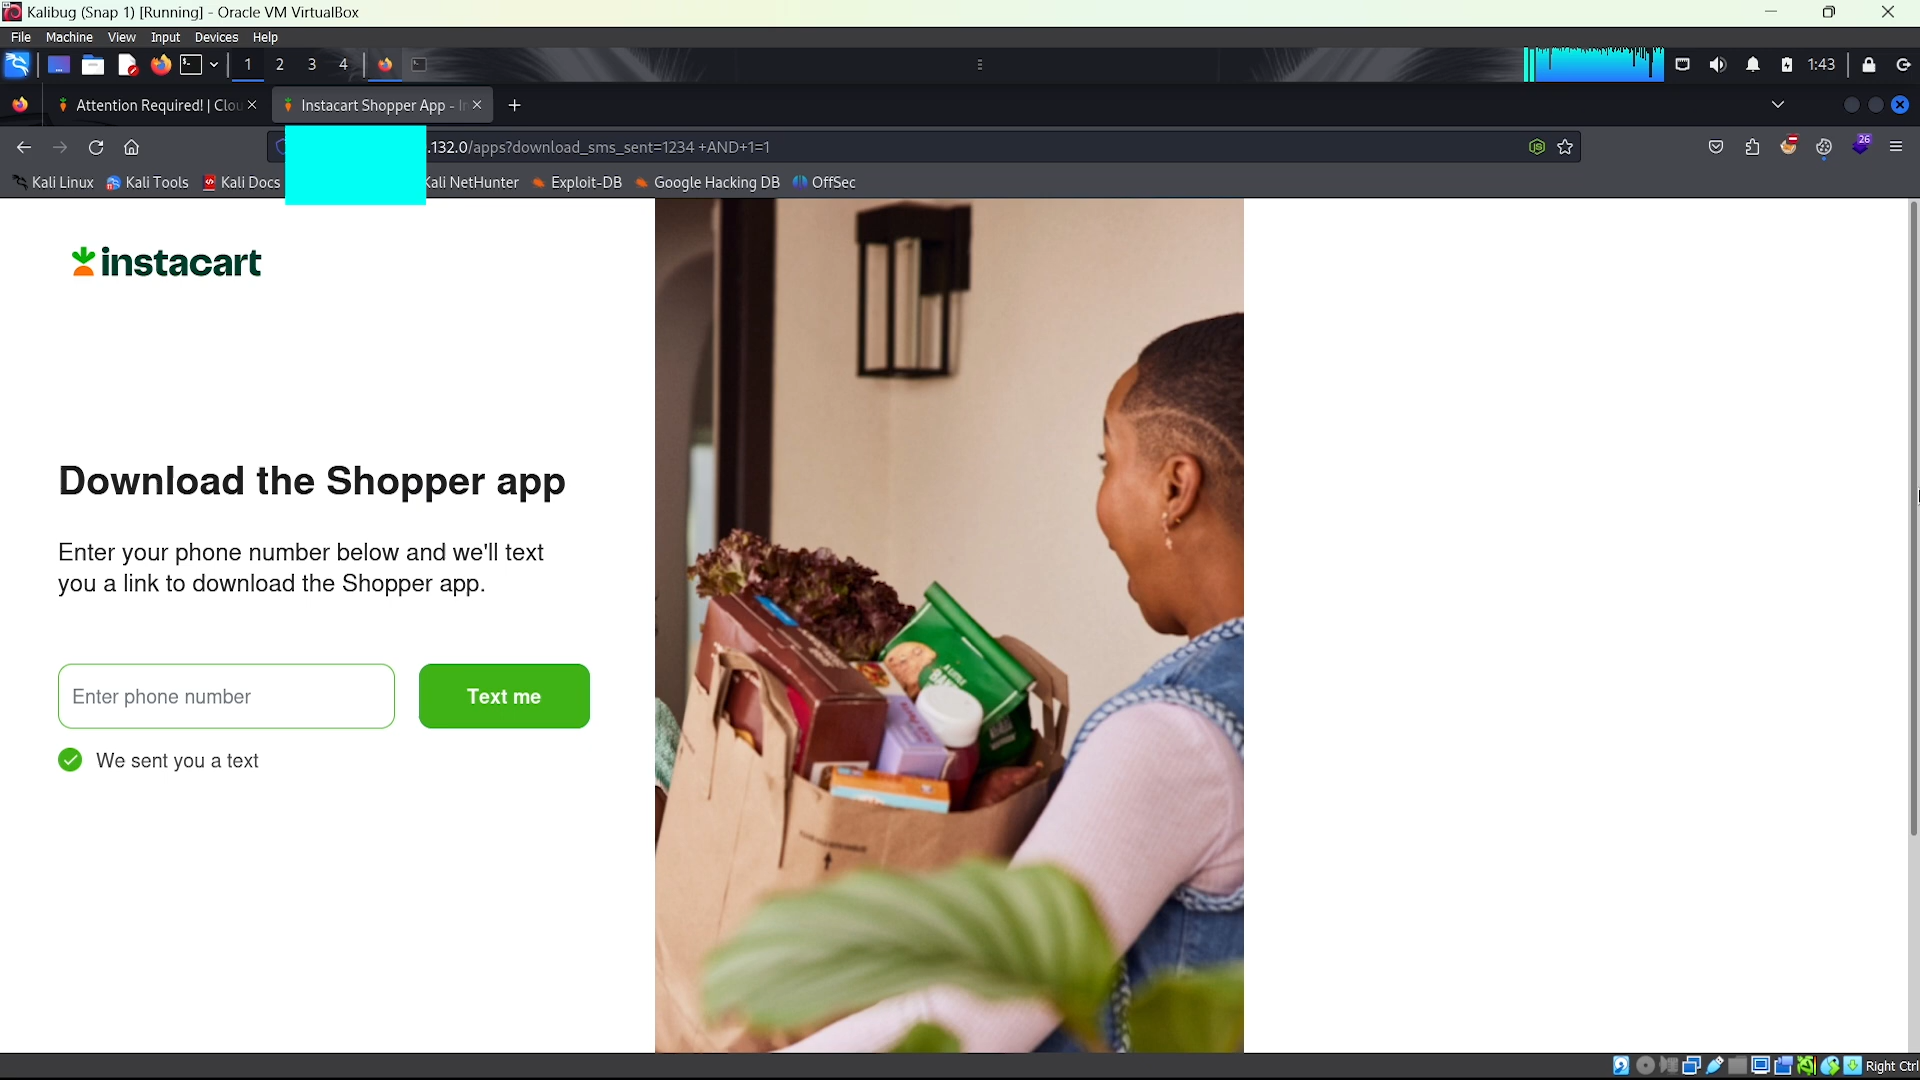 Kalibug (Snap 1) [Running] - Oracle VM VirtualBox
File Machine View Input Devices Help
1 2 3 4
1:43
Attention Required! | Clou
Instacart Shopper App - In
.132.0/apps?download_sms_sent=1234 +AND+1=1
26
Kali Linux Kali Tools Kali Docs Kali NetHunter Exploit-DB Google Hacking DB OffSec
instacart
Download the Shopper app
Enter your phone number below and we'll text
you a link to download the Shopper app.
Enter phone number
Text me
We sent you a text
Right Ctrl